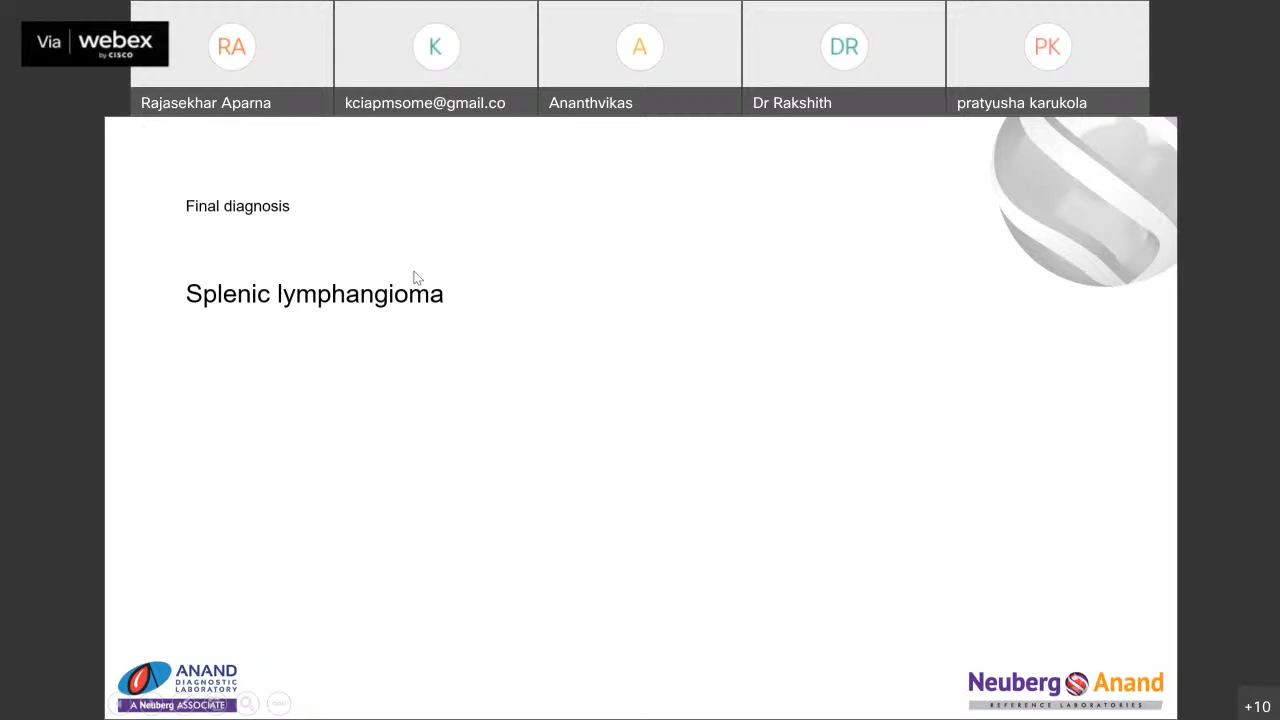 Via | webex
by CISCO
RA
K
A
DR
PK
Rajasekhar Aparna
kciapmsome@gmail.co
Ananthvikas
Dr Rakshith
pratyusha karukola
Final diagnosis
Splenic lymphangioma
ANAND
DIAGNOSTIC
LABORATORY
A Neuberg ASSOCIATE
Neuberg Anand
REFERENCE LABORATORIES
+10